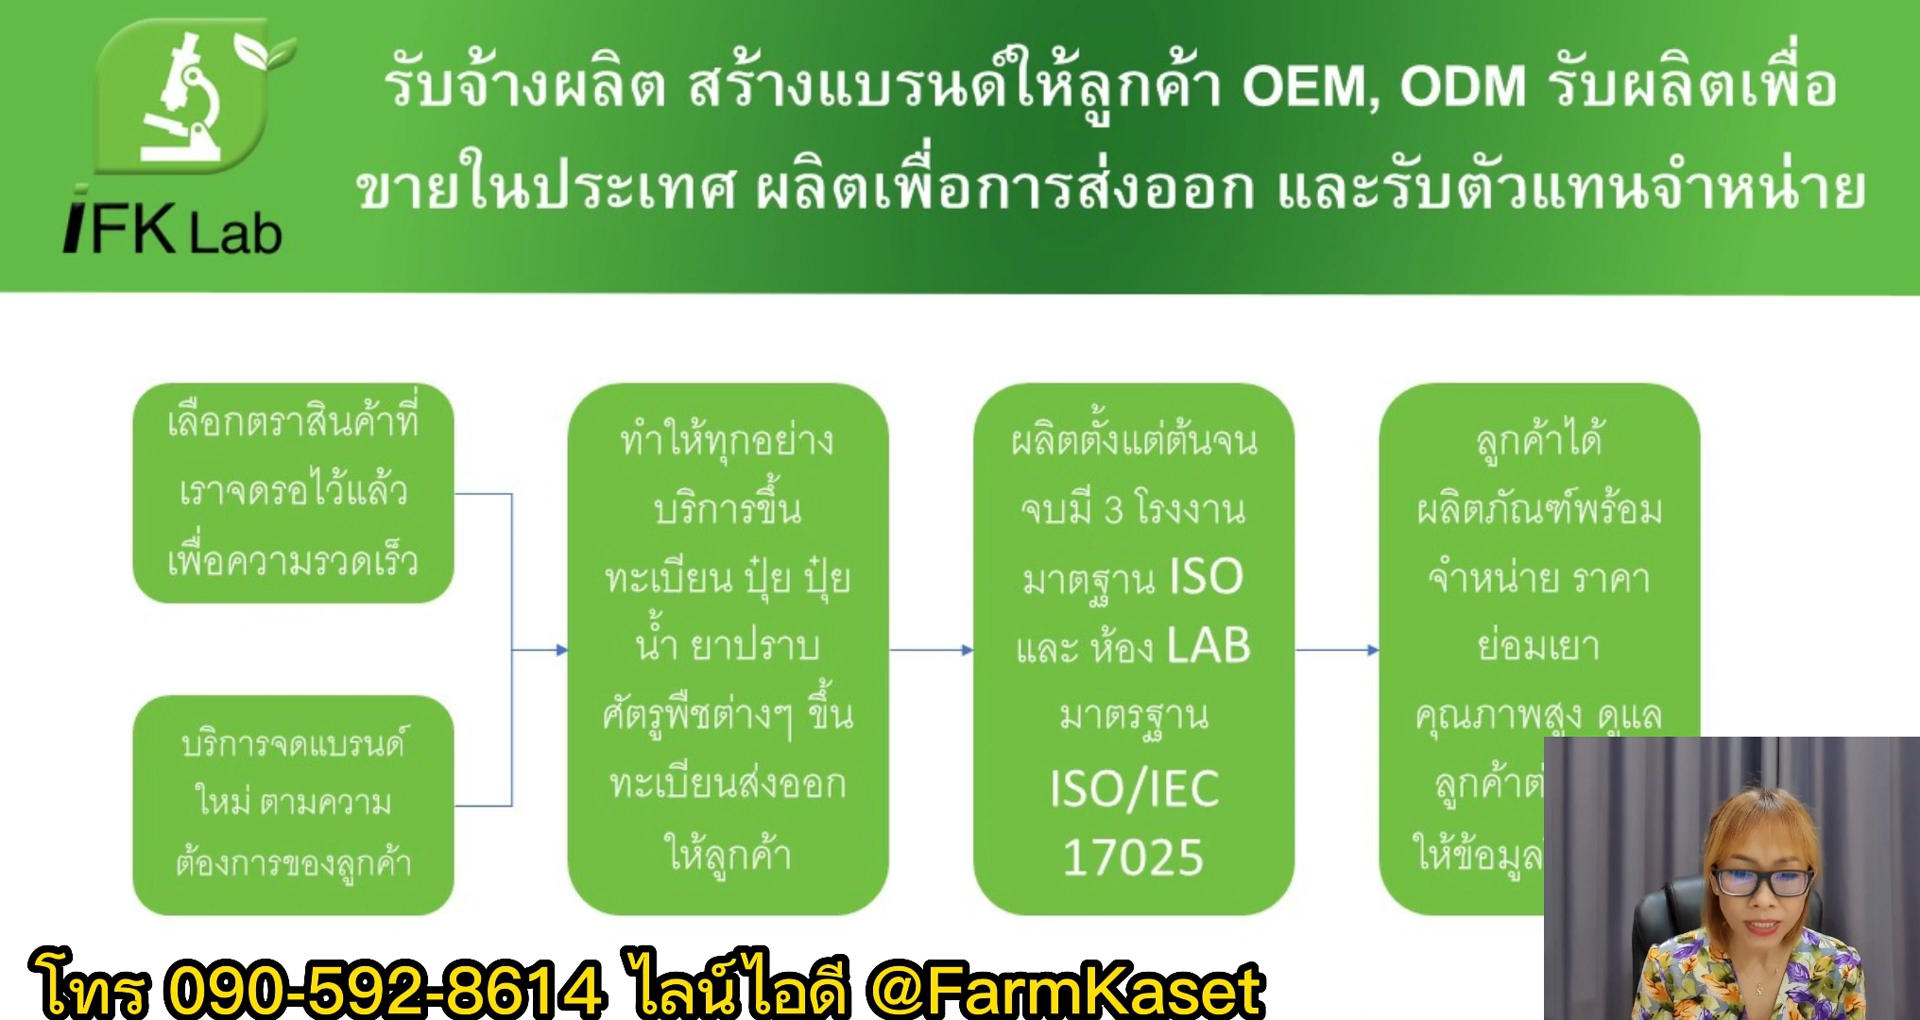 รับจ้างผลิต สร้างแบรนด์ให้ลูกค้า OEM, ODM รับผลิตเพื่อ
ขายในประเทศ ผลิตเพื่อการส่งออก และรับตัวแทนจำหน่าย
iFK Lab
เลือกตราสินค้าที่
เราจดรอไว้แล้ว
เพื่อความรวดเร็ว
บริการจดแบรนด์
ใหม่ ตามความ
ต้องการของลูกค้า
ทำให้ทุกอย่าง
บริการขึ้น
ทะเบียน ปุ๋ย ปุ๋ย
น้ำ ยาปราบ
ศัตรูพืชต่างๆ ขึ้น
ทะเบียนส่งออก
ให้ลูกค้า
ผลิตตั้งแต่ต้นจน
จบมี 3 โรงงาน
มาตฐาน ISO
และ ห้อง LAB
มาตรฐาน
ISO/IEC
17025
ลูกค้าได้
ผลิตภัณฑ์พร้อม
จำหน่าย ราคา
ย่อมเยา
คุณภาพสูง ดูแล
ลูกค้า
ให้ข้อมูล
โทร 090-592-8614 ไลน์ไอดี @FarmKaset